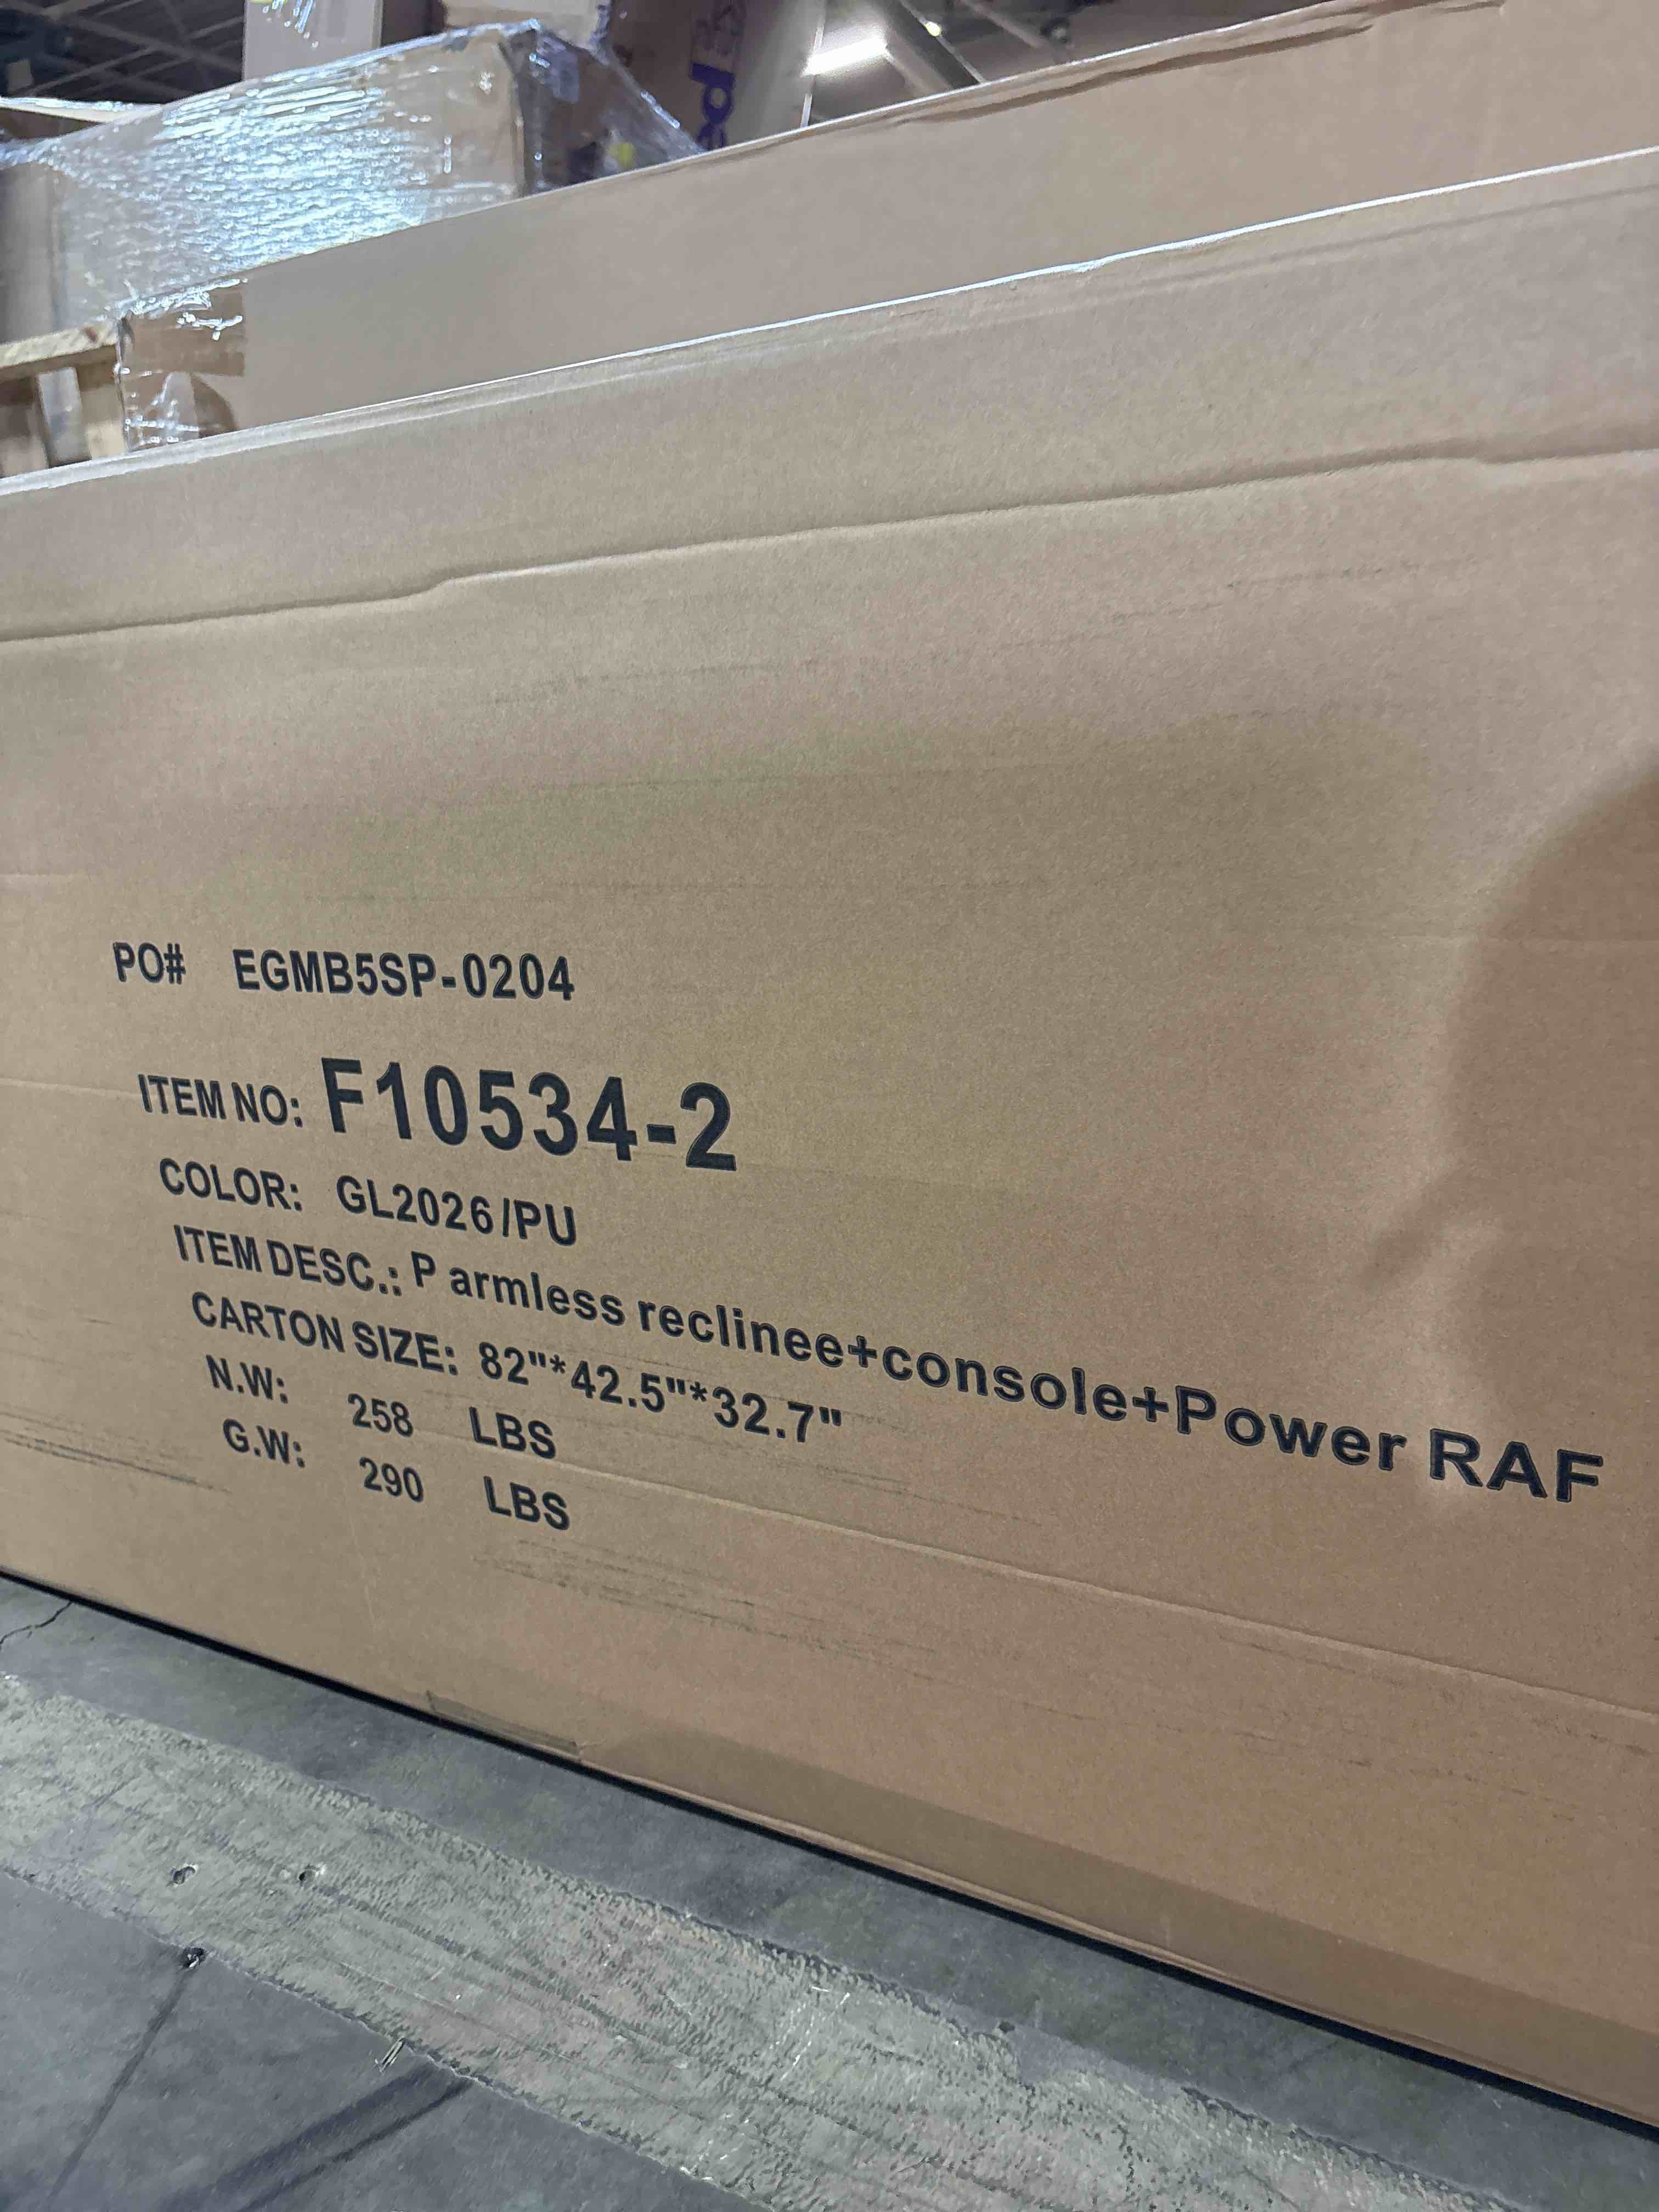 PO# EGMB5SP-0204
ITEM NO: F10534-2
COLOR: GL2026/PU
ITEM DESC.: P armless reclinee+console+Power RAF
CARTON SIZE: 82"*42.5"*32.7"
N.W: 258 LBS
G.W: 290 LBS